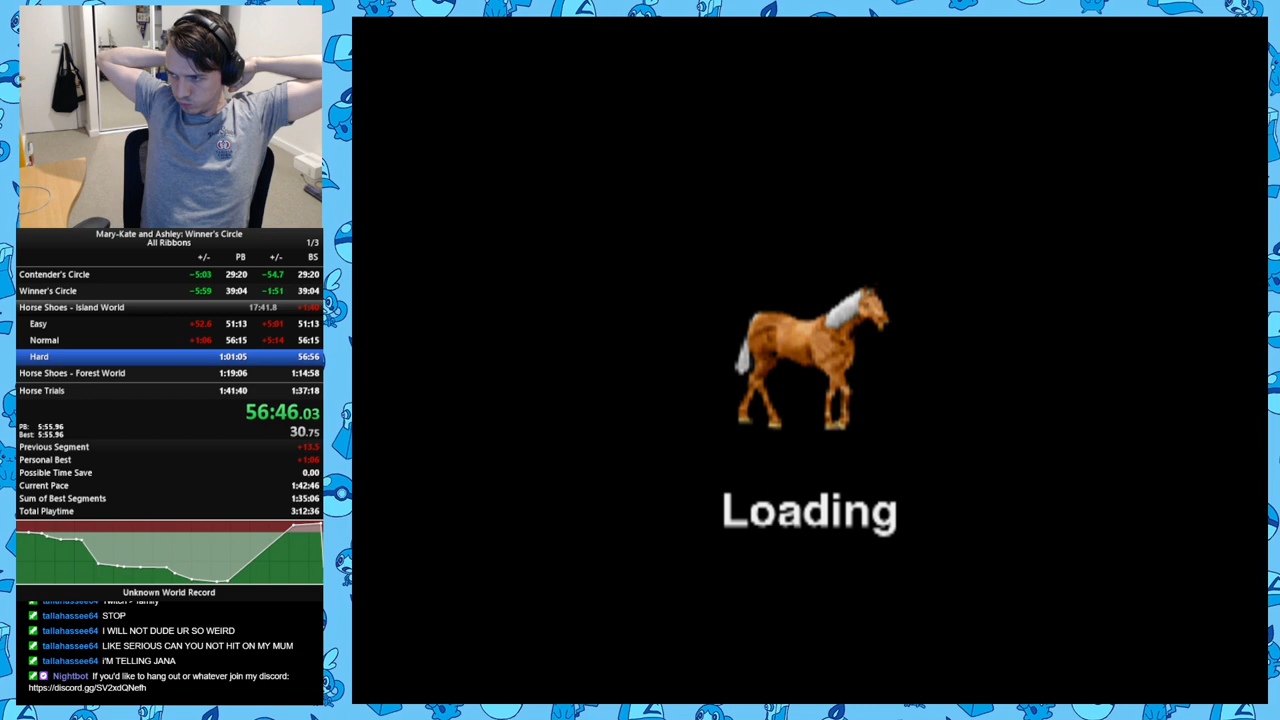 Mary-Kate and Ashley: Winner's Circle
All Ribbons 1/3
+/- PB +/- BS
Contender's Circle −5:03 29:20 −54.7 29:20
Winner's Circle −5:59 39:04 −1:51 39:04
Horse Shoes - Island World 17:41.8 +1:40
Easy +52.6 51:13 +5:01 51:13
Normal +1:06 56:15 +5:14 56:15
Hard 1:01:05 56:56
Horse Shoes - Forest World 1:19:06 1:14:58
Horse Trials 1:41:40 1:37:18
56:46.03
PB: 5:55.96
Best: 5:55.96
30.75
Previous Segment +13.5
Personal Best +1:06
Possible Time Save 0.00
Current Pace 1:42:46
Sum of Best Segments 1:35:06
Total Playtime 3:12:36
Unknown World Record
tallahassee64 Twitch > family
tallahassee64 STOP
tallahassee64 I WILL NOT DUDE UR SO WEIRD
tallahassee64 LIKE SERIOUS CAN YOU NOT HIT ON MY MUM
tallahassee64 i'M TELLING JANA
Nightbot If you'd like to hang out or whatever join my discord:
https://discord.gg/SV2xdQNefh
Loading